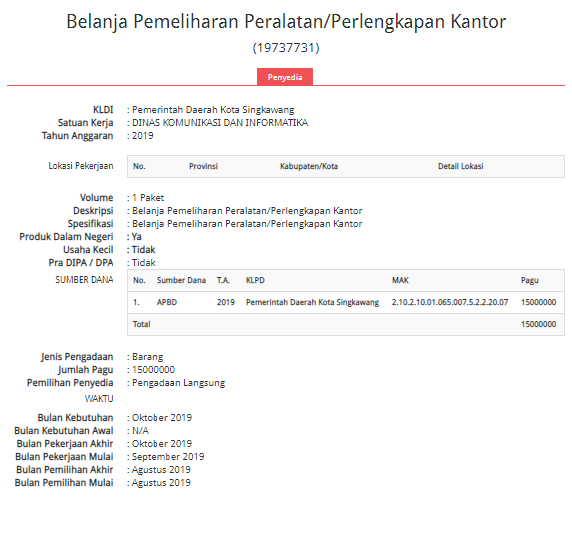 Belanja Pemeliharan Peralatan/Perlengkapan Kantor
(19737731)
Penyedia
KLDI : Pemerintah Daerah Kota Singkawang
Satuan Kerja : DINAS KOMUNIKASI DAN INFORMATIKA
Tahun Anggaran : 2019
Lokasi Pekerjaan No. Provinsi Kabupaten/Kota Detail Lokasi
Volume : 1 Paket
Deskripsi : Belanja Pemeliharan Peralatan/Perlengkapan Kantor
Spesifikasi : Belanja Pemeliharan Peralatan/Perlengkapan Kantor
Produk Dalam Negeri : Ya
Usaha Kecil : Tidak
Pra DIPA / DPA : Tidak
SUMBER DANA No. Sumber Dana T.A. KLPD MAK Pagu
1. APBD 2019 Pemerintah Daerah Kota Singkawang 2.10.2.10.01.065.007.5.2.2.20.07 15000000
Total 15000000
Jenis Pengadaan : Barang
Jumlah Pagu : 15000000
Pemilihan Penyedia : Pengadaan Langsung
WAKTU
Bulan Kebutuhan : Oktober 2019
Bulan Kebutuhan Awal : N/A
Bulan Pekerjaan Akhir : Oktober 2019
Bulan Pekerjaan Mulai : September 2019
Bulan Pemilihan Akhir : Agustus 2019
Bulan Pemilihan Mulai : Agustus 2019